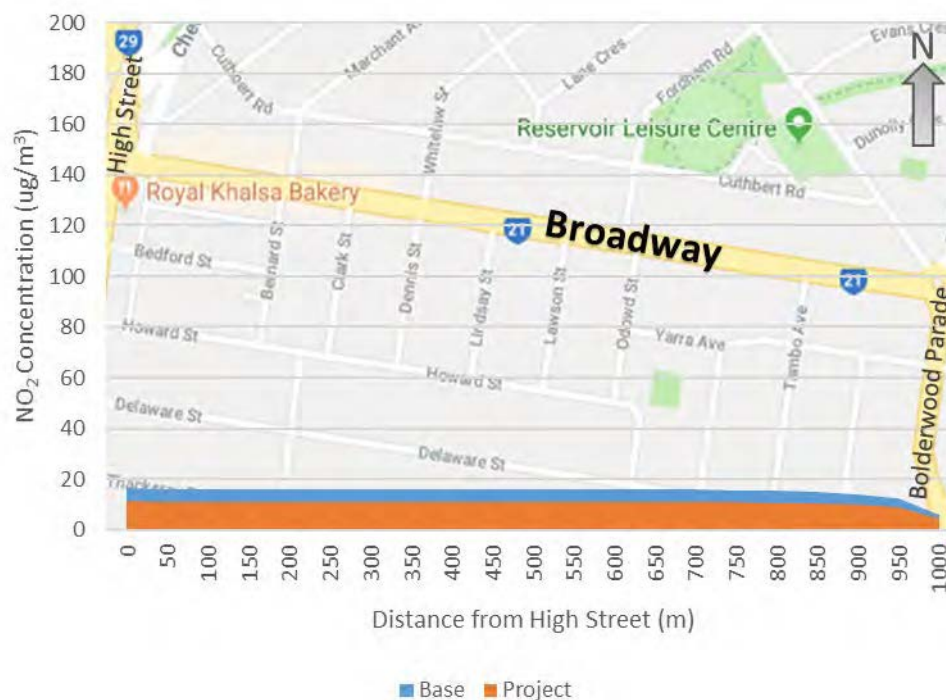 200
180
160
140
120
100
80
60
40
20
0
NO2 Concentration (ug/m³)
29
High Street
Cuthbert Rd
Marchant
Whitelaw St
Lane Cres
Fordham Rd
Evans Cres
N
Reservoir Leisure Centre
Dunolly
Cuthbert Rd
Royal Khalsa Bakery
21
Broadway
21
Bedford St
Bernard St
Clark St
Dennis St
Lindsay St
Lawson St
Odowd St
Yarra Ave
Tambo Ave
Bolderwood Parade
Howard St
Howard St
Delaware St
Delaware St
0
50
100
150
200
250
300
350
400
450
500
550
600
650
700
750
800
850
900
950
1000
Distance from High Street (m)
Base Project